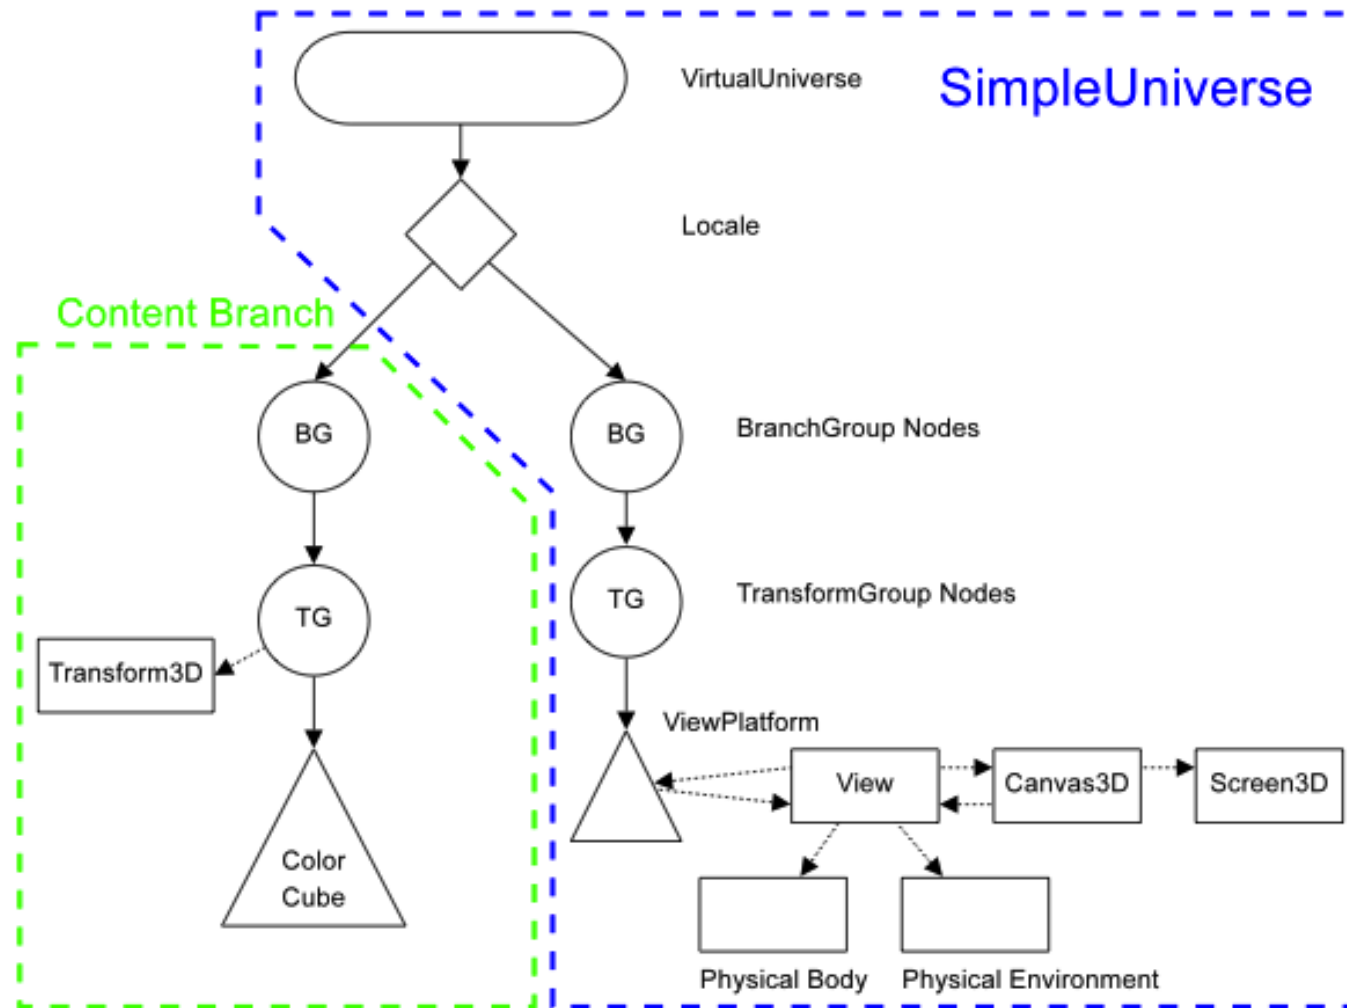 VirtualUniverse
SimpleUniverse
Locale
Content Branch
BG
BG
BranchGroup Nodes
TG
TG
TransformGroup Nodes
Transform3D
ViewPlatform
View
Canvas3D
Screen3D
Color
Cube
Physical Body
Physical Environment